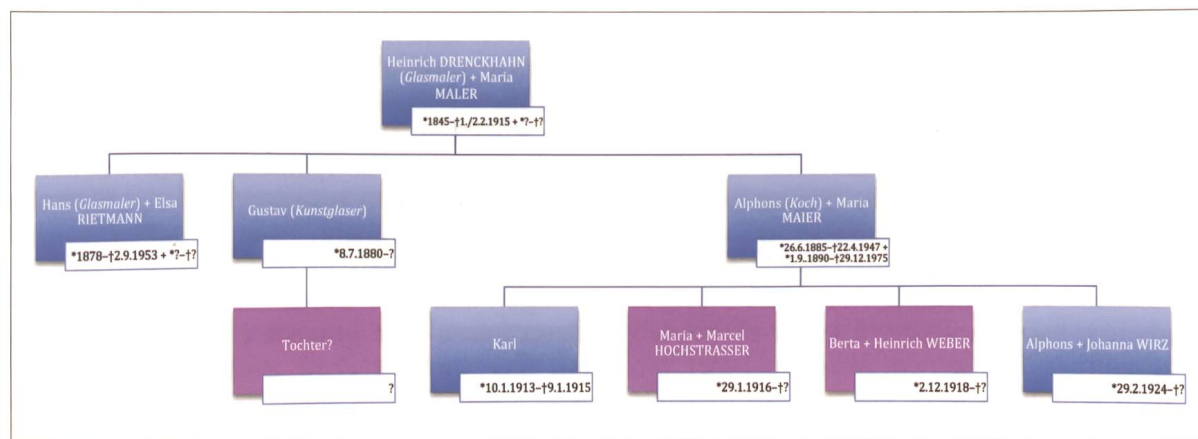 Heinrich DRENCKHAHN
(Glasmaler) + Maria
MALER
*1845–†1./2.2.1915 + *?–†?
Hans (Glasmaler) + Elsa
RIETMANN
*1878–†2.9.1953 + *?–†?
Gustav (Kunstglaser)
*8.7.1880–?
Alphons (Koch) + Maria
MAIER
*26.6.1885–†22.4.1947 +
*1.9..1890–†29.12.1975
Tochter?
?
Karl
*10.1.1913–†9.1.1915
Maria + Marcel
HOCHSTRASSER
*29.1.1916–†?
Berta + Heinrich WEBER
*2.12.1918–†?
Alphons + Johanna WIRZ
*29.2.1924–†?